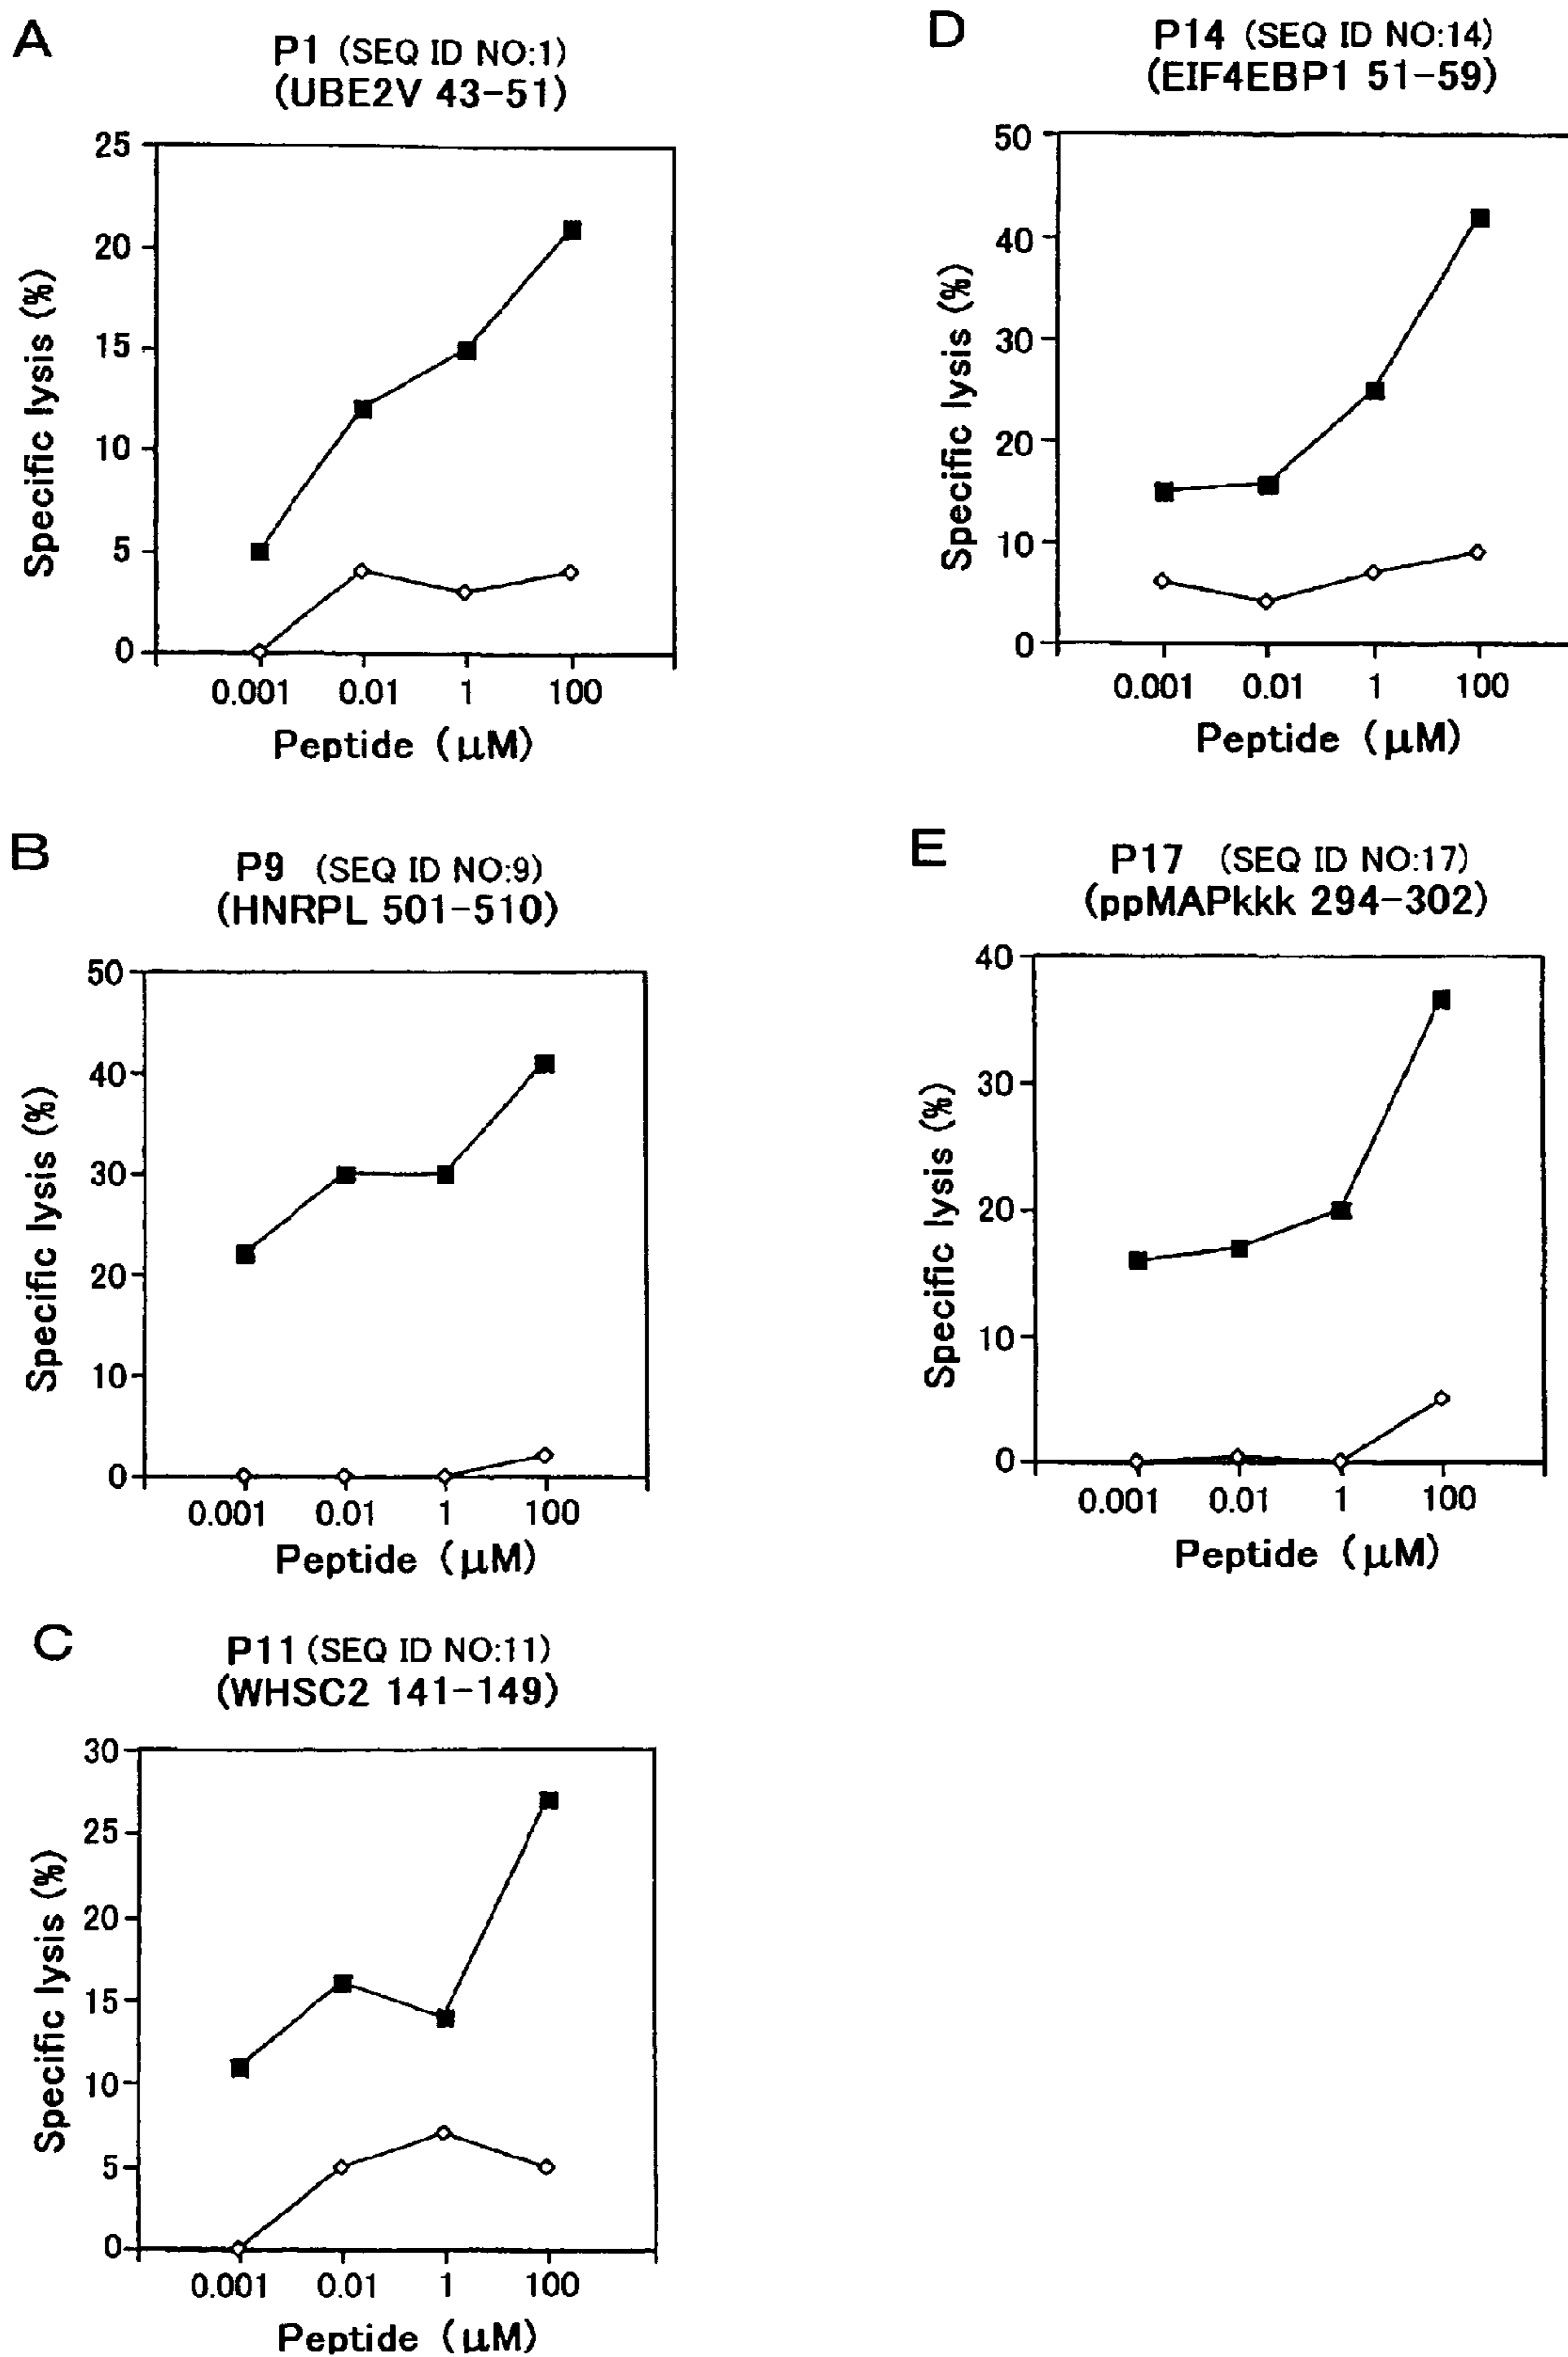 A
P1 (SEQ ID NO:1)
(UBE2V 43-51)
25
20
15
10
5
0
Specific lysis (%)
0.001 0.01 1 100
Peptide (μM)
B
P9 (SEQ ID NO:9)
(HNRPL 501-510)
50
40
30
20
10
0
Specific lysis (%)
0.001 0.01 1 100
Peptide (μM)
C
P11 (SEQ ID NO:11)
(WHSC2 141-149)
30
25
20
15
10
5
0
Specific lysis (%)
0.001 0.01 1 100
Peptide (μM)
D
P14 (SEQ ID NO:14)
(EIF4EBP1 51-59)
50
40
30
20
10
0
Specific lysis (%)
0.001 0.01 1 100
Peptide (μM)
E
P17 (SEQ ID NO:17)
(ppMAPkkk 294-302)
40
30
20
10
0
Specific lysis (%)
0.001 0.01 1 100
Peptide (μM)